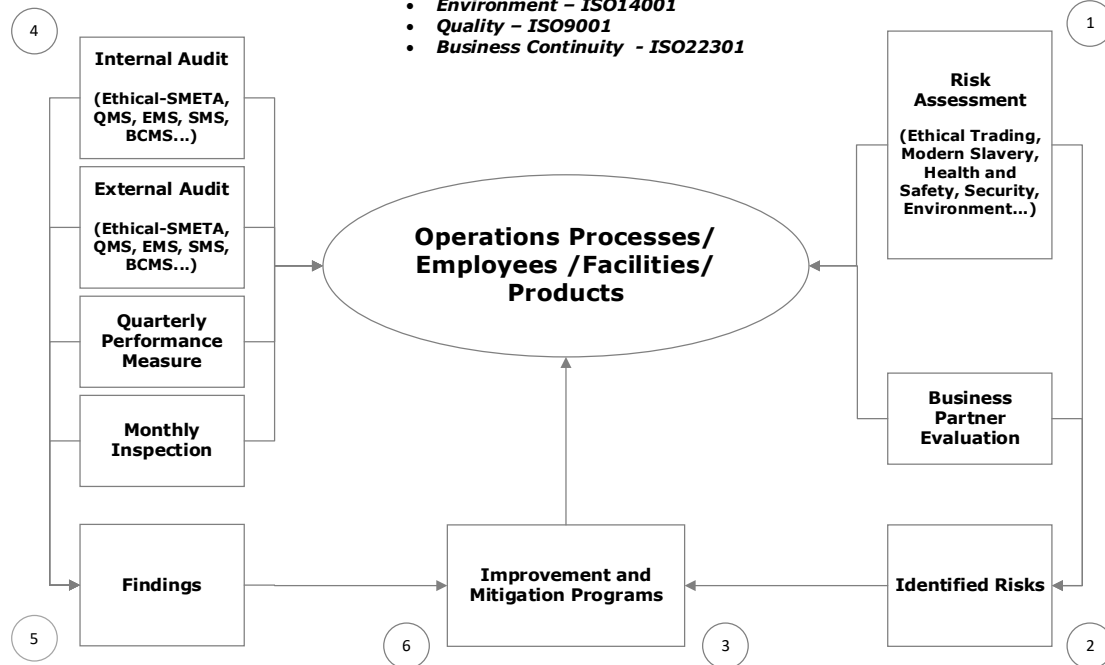 • Environment – ISO14001
• Quality – ISO9001
• Business Continuity - ISO22301
4
1
Internal Audit
(Ethical-SMETA,
QMS, EMS, SMS,
BCMS...)
External Audit
(Ethical-SMETA,
QMS, EMS, SMS,
BCMS...)
Quarterly
Performance
Measure
Monthly
Inspection
Operations Processes/
Employees /Facilities/
Products
Risk
Assessment
(Ethical Trading,
Modern Slavery,
Health and
Safety, Security,
Environment...)
Business
Partner
Evaluation
Findings
Improvement and
Mitigation Programs
Identified Risks
5
6
3
2